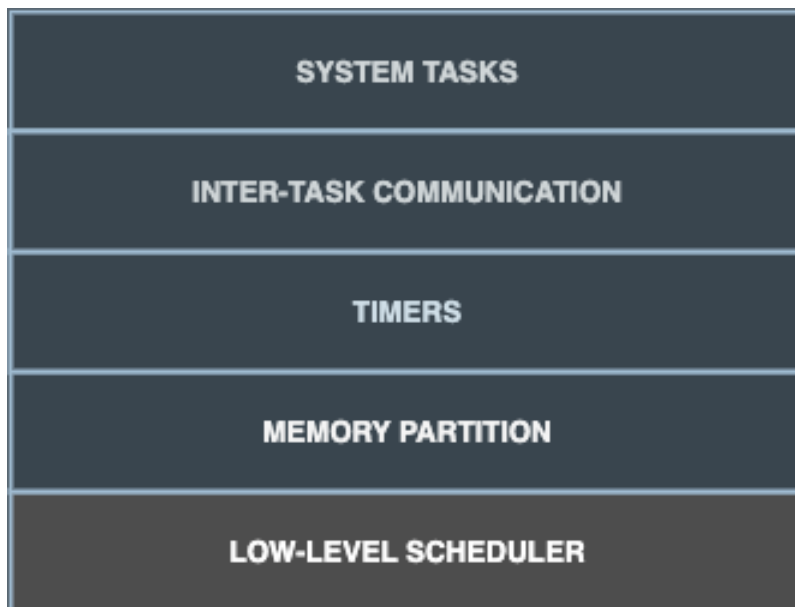 SYSTEM TASKS
INTER-TASK COMMUNICATION
TIMERS
MEMORY PARTITION
LOW-LEVEL SCHEDULER